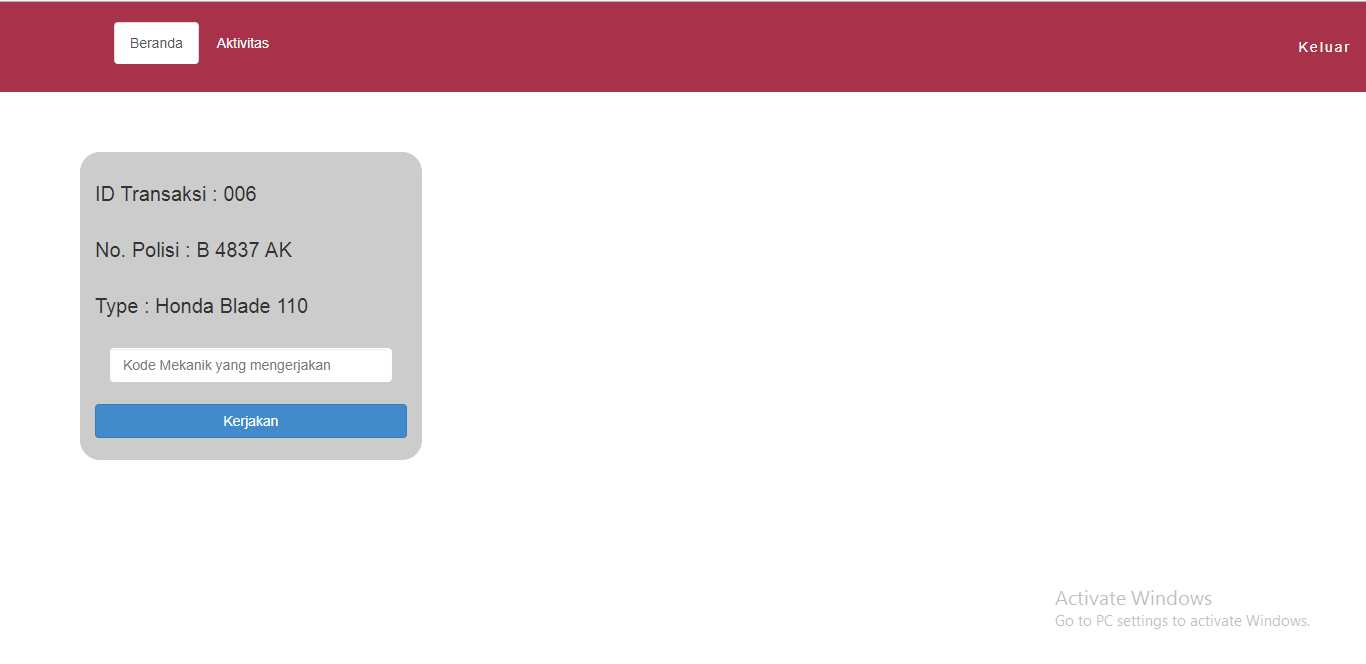 Beranda Aktivitas Keluar
ID Transaksi : 006
No. Polisi : B 4837 AK
Type : Honda Blade 110
Kode Mekanik yang mengerjakan
Kerjakan
Activate Windows
Go to PC settings to activate Windows.